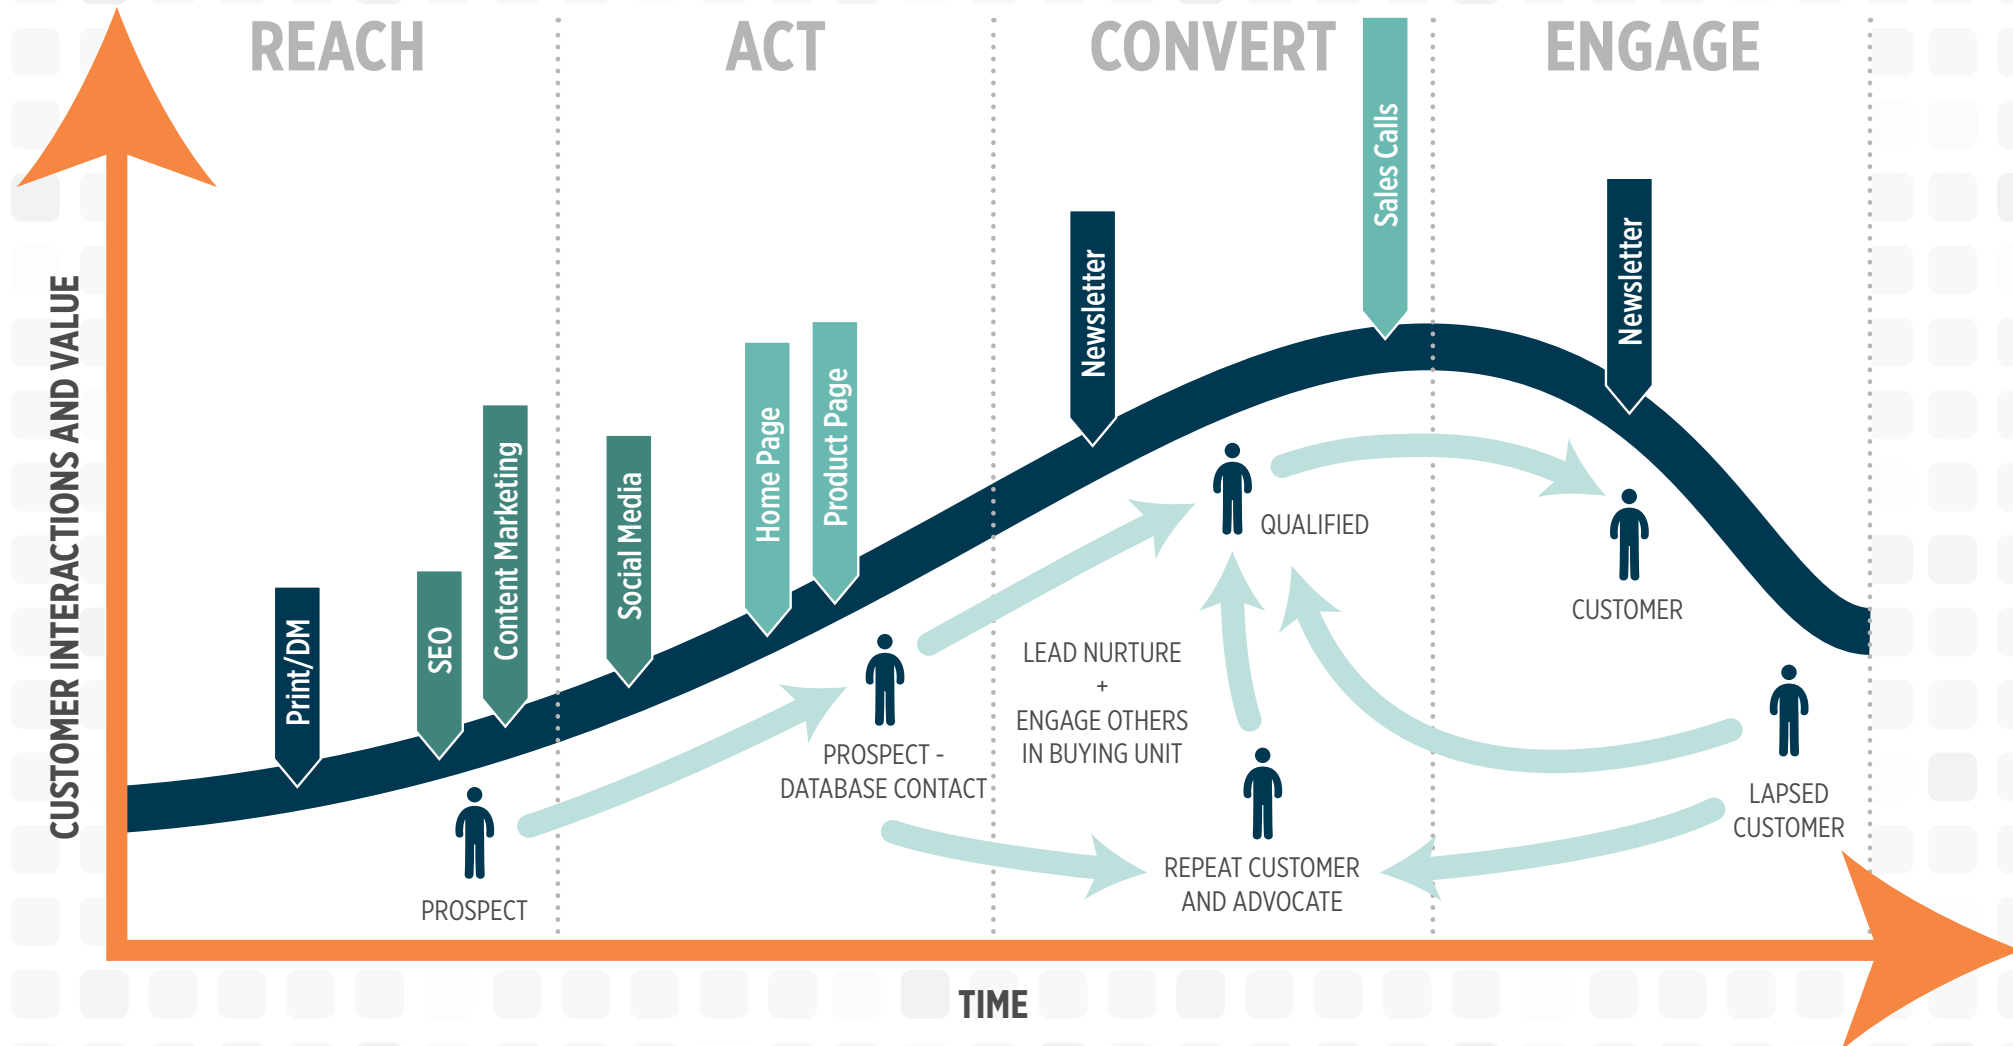 REACH
ACT
CONVERT
ENGAGE
CUSTOMER INTERACTIONS AND VALUE
Print/DM
SEO
Content Marketing
Social Media
Home Page
Product Page
Newsletter
Sales Calls
Newsletter
PROSPECT
PROSPECT -
DATABASE CONTACT
LEAD NURTURE
+
ENGAGE OTHERS
IN BUYING UNIT
QUALIFIED
REPEAT CUSTOMER
AND ADVOCATE
CUSTOMER
LAPSED
CUSTOMER
TIME